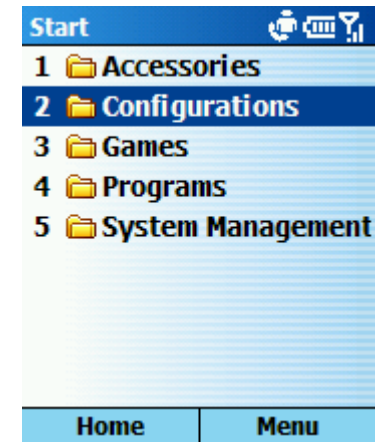 Start
1 Accessories
2 Configurations
3 Games
4 Programs
5 System Management
Home Menu